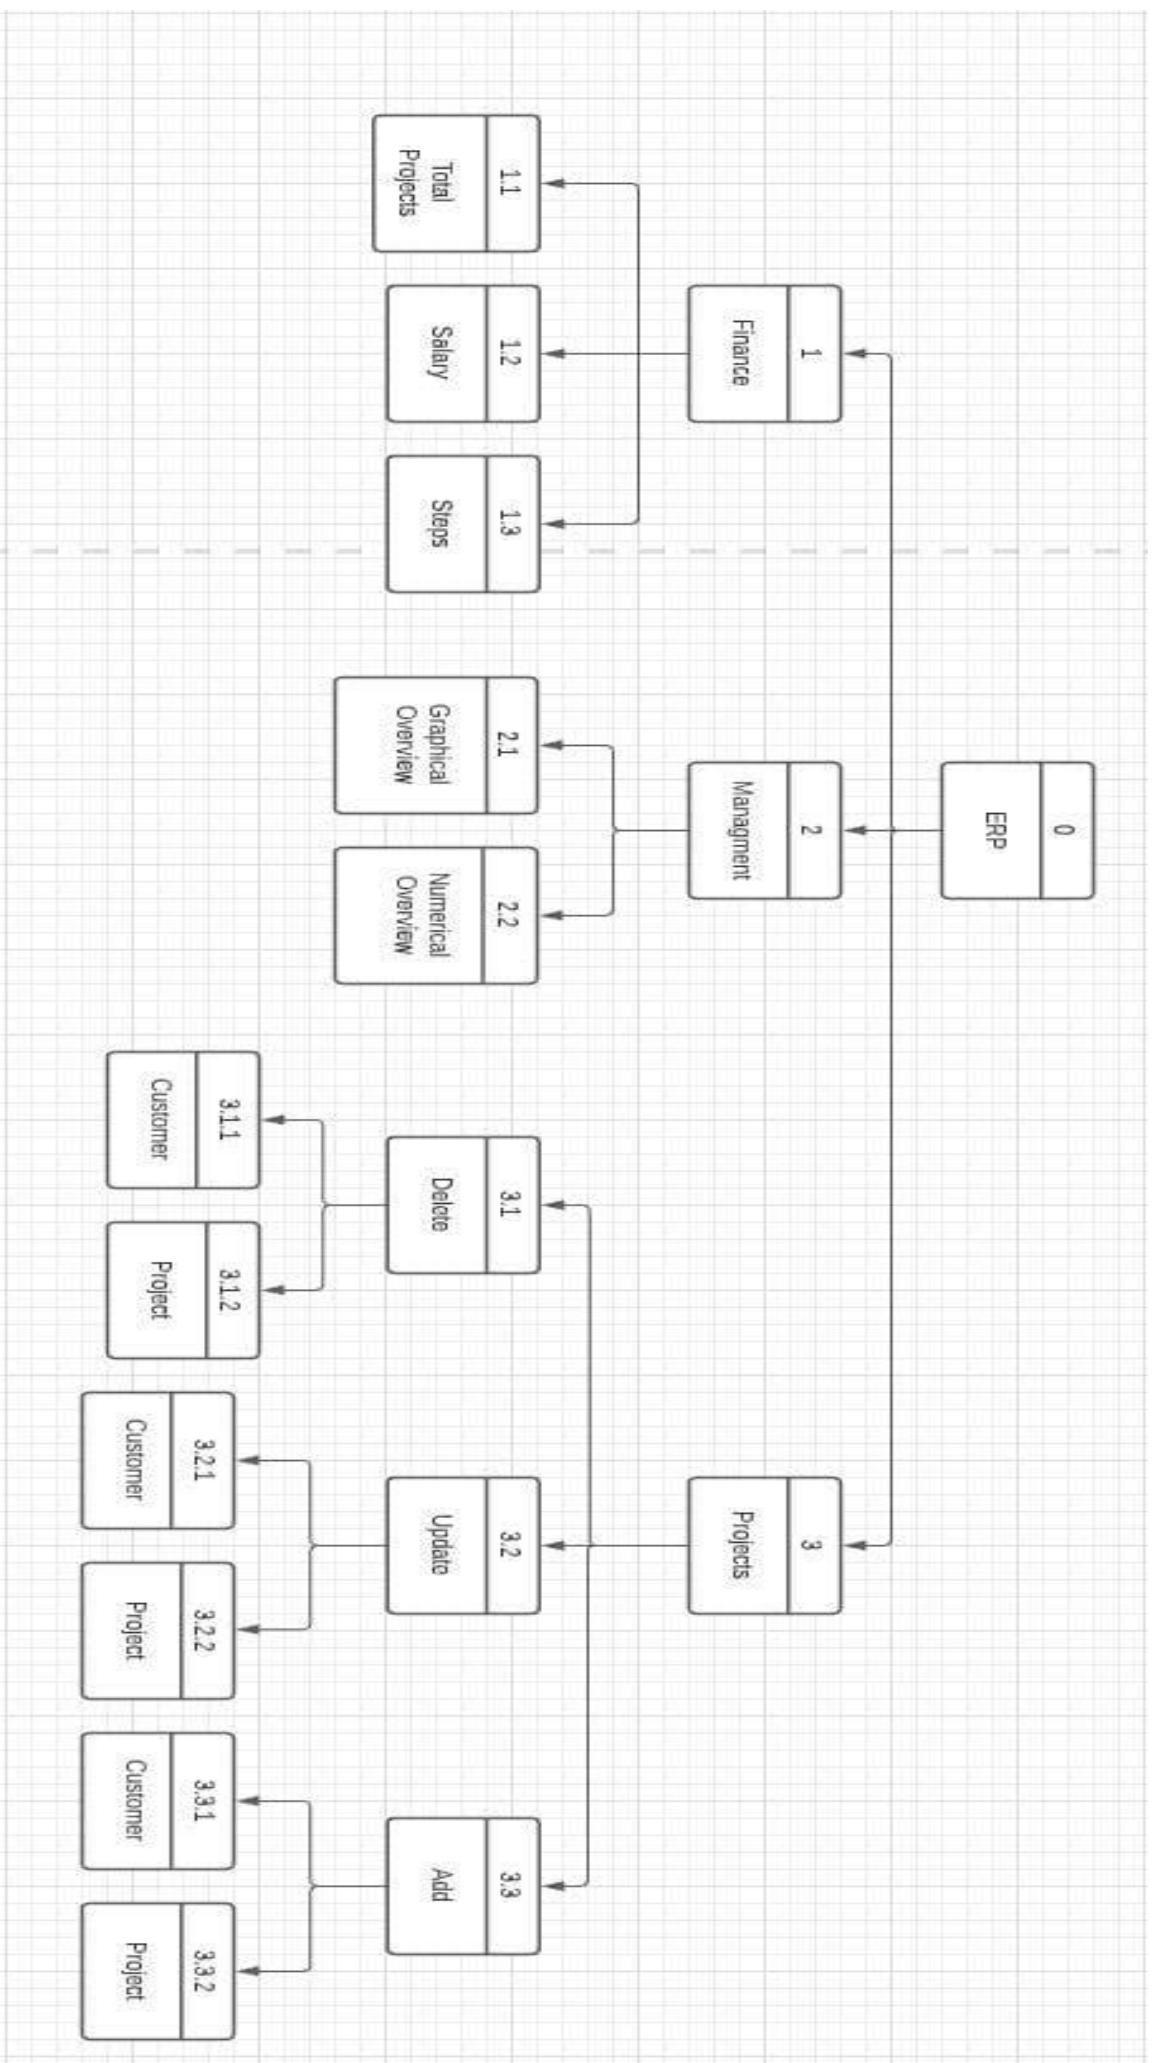 0
ERP
1
Finance
2
Managment
3
Projects
1.1
Total
Projects
1.2
Salary
1.3
Steps
2.1
Graphical
Overview
2.2
Numerical
Overview
3.1
Delete
3.2
Update
3.3
Add
3.1.1
Customer
3.1.2
Project
3.2.1
Customer
3.2.2
Project
3.3.1
Customer
3.3.2
Project